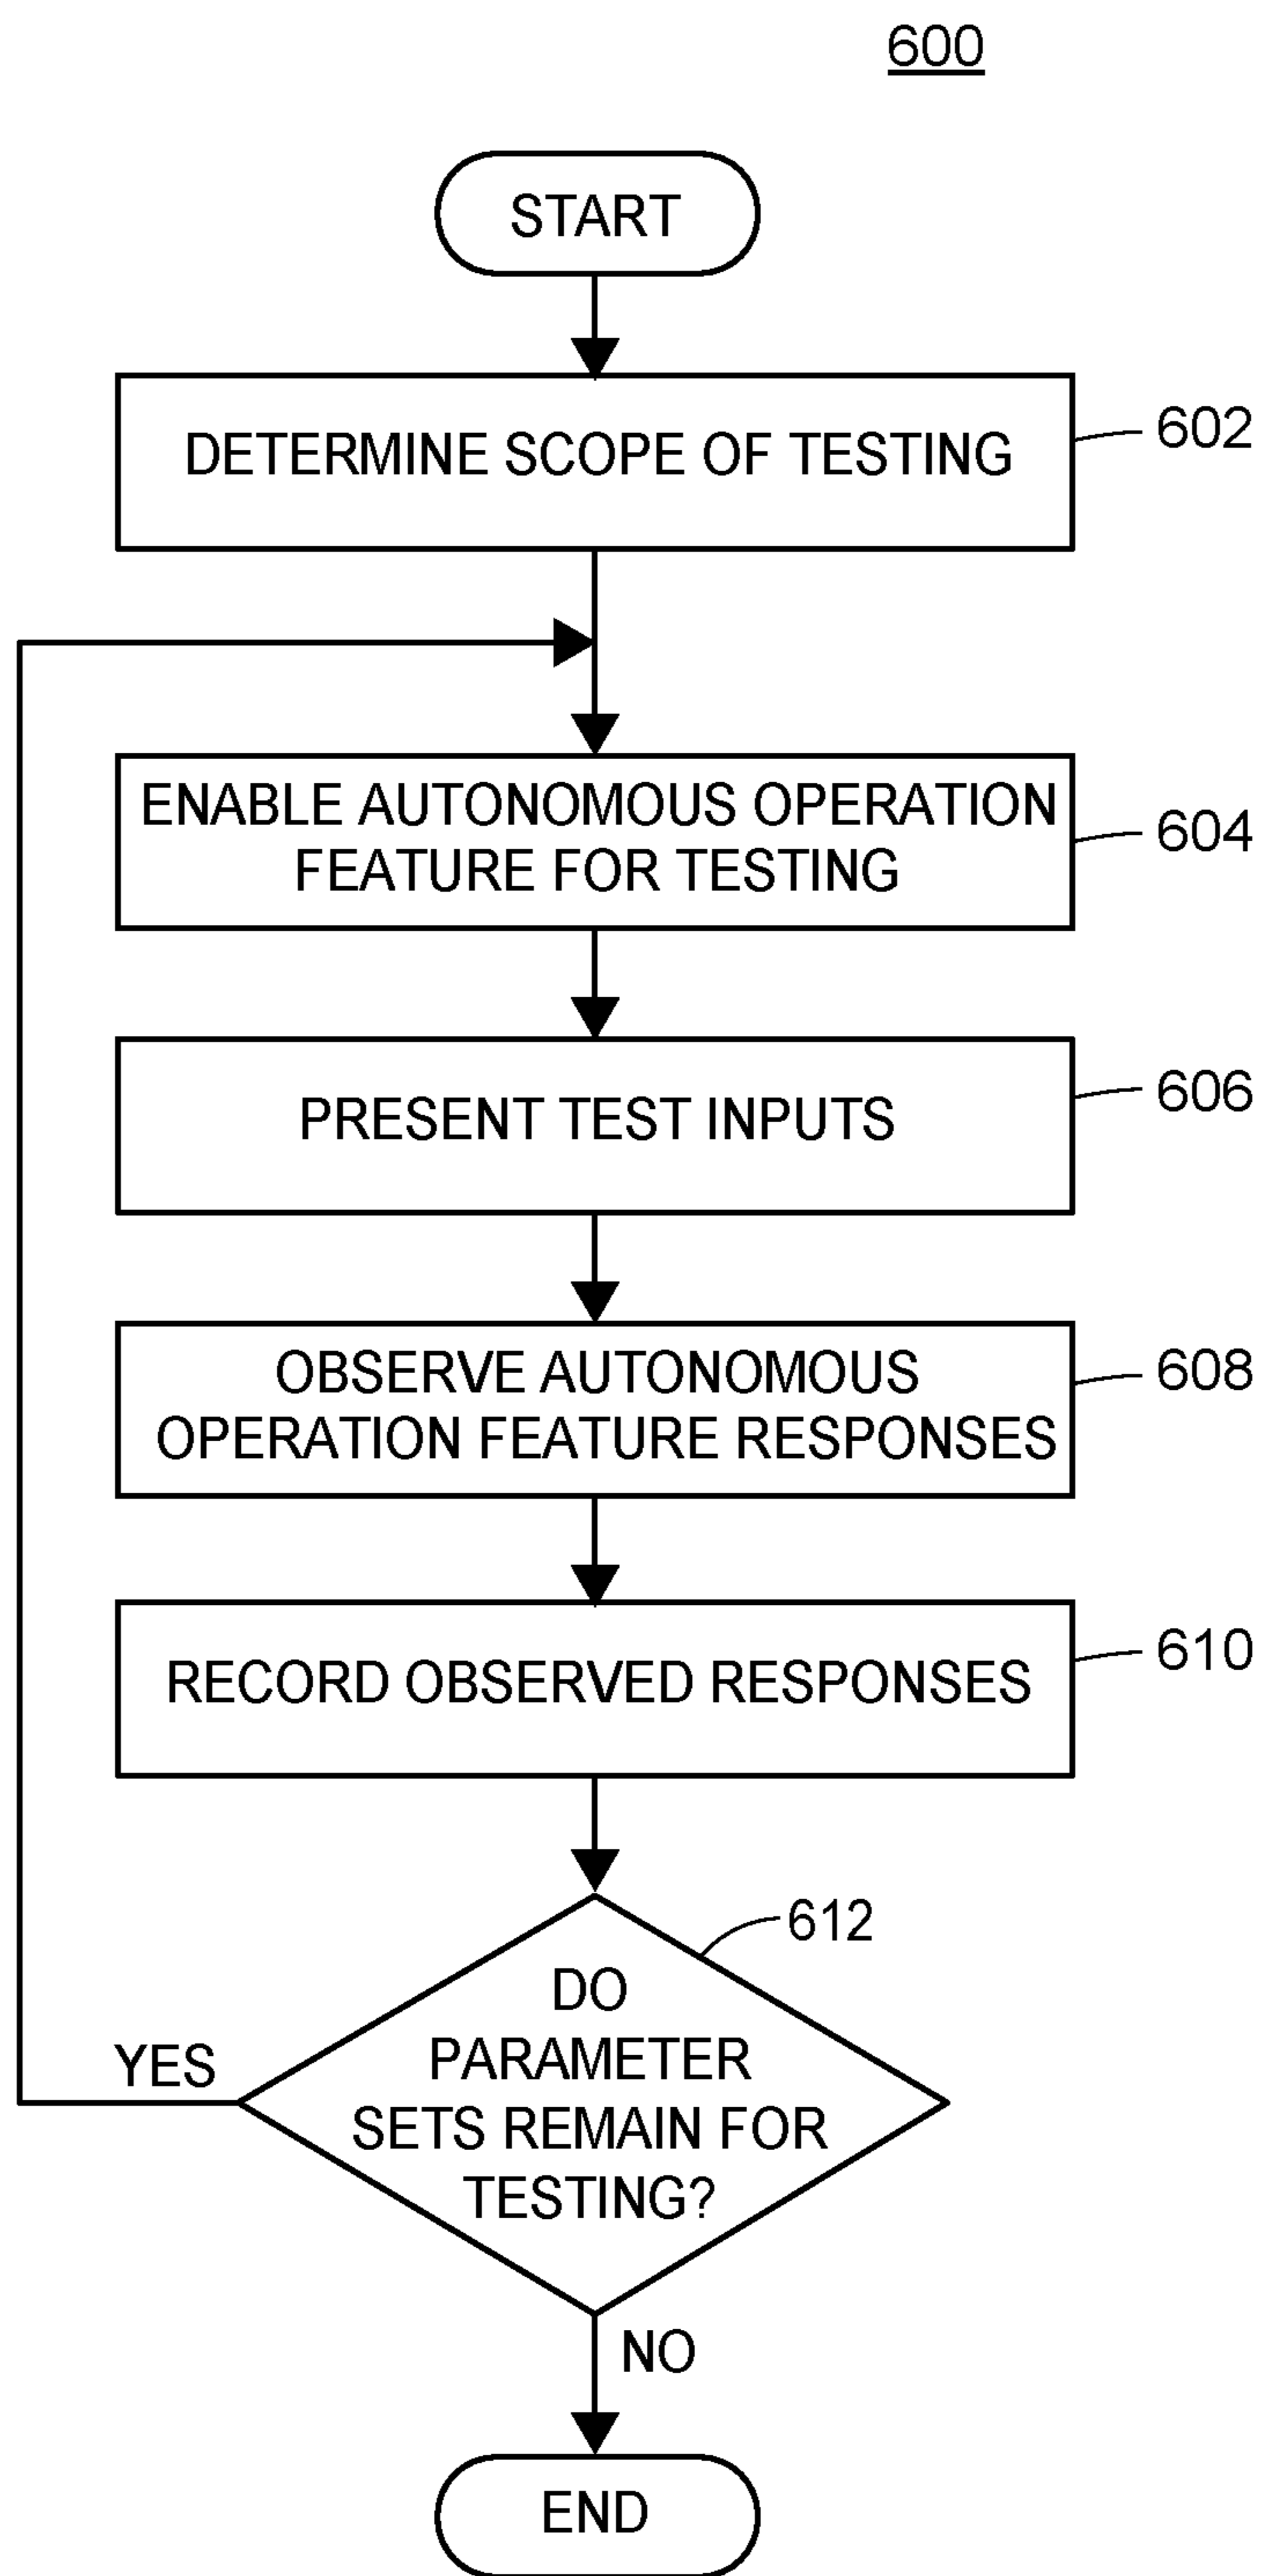 600
START
DETERMINE SCOPE OF TESTING
602
ENABLE AUTONOMOUS OPERATION
FEATURE FOR TESTING
604
PRESENT TEST INPUTS
606
OBSERVE AUTONOMOUS
OPERATION FEATURE RESPONSES
608
RECORD OBSERVED RESPONSES
610
612
DO
PARAMETER
SETS REMAIN FOR
TESTING?
YES
NO
END